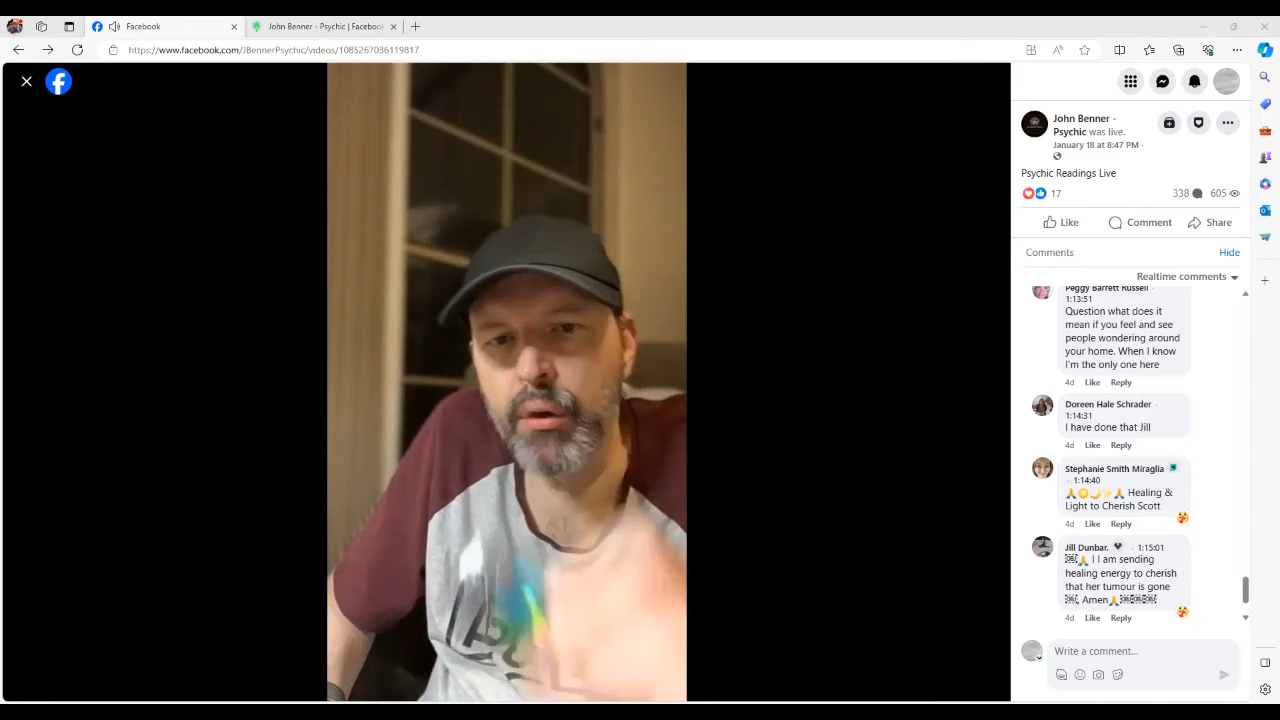 Facebook
John Benner - Psychic | Facebook
https://www.facebook.com/JBennerPsychic/videos/1085267036119817
John Benner -
Psychic was live.
January 18 at 8:47 PM ·
Psychic Readings Live
17
338
605
Like
Comment
Share
Comments
Hide
Realtime comments
Peggy Barrett Russell ·
1:13:51
Question what does it
mean if you feel and see
people wondering around
your home. When I know
I'm the only one here
4d Like Reply
Doreen Hale Schrader ·
1:14:31
I have done that Jill
4d Like Reply
Stephanie Smith Miraglia
· 1:14:40
🙏🌕🌙✨🙏 Healing &
Light to Cherish Scott
4d Like Reply
Jill Dunbar. 🖤 · 1:15:01
🙏 I I am sending
healing energy to cherish
that her tumour is gone
, Amen🙏
4d Like Reply
Write a comment...